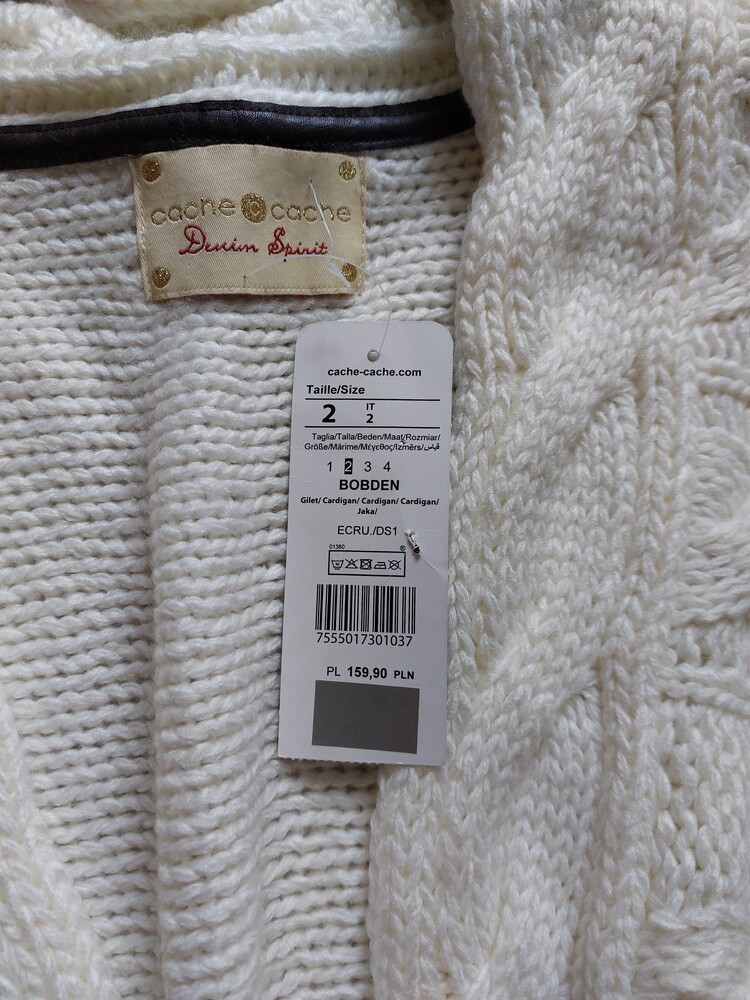 cache cache
Denim Spirit
cache-cache.com
Taille/Size
2 IT 2
Taglia/Talla/Beden/Maat/Rozmiar/
Größe/Mărime/Μέγεθος/Izmērs/قياس
1 2 3 4
BOBDEN
Gilet/ Cardigan/ Cardigan/ Cardigan/
Jaka/
ECRU./DS1
01360 ®
7555017301037
PL 159,90 PLN